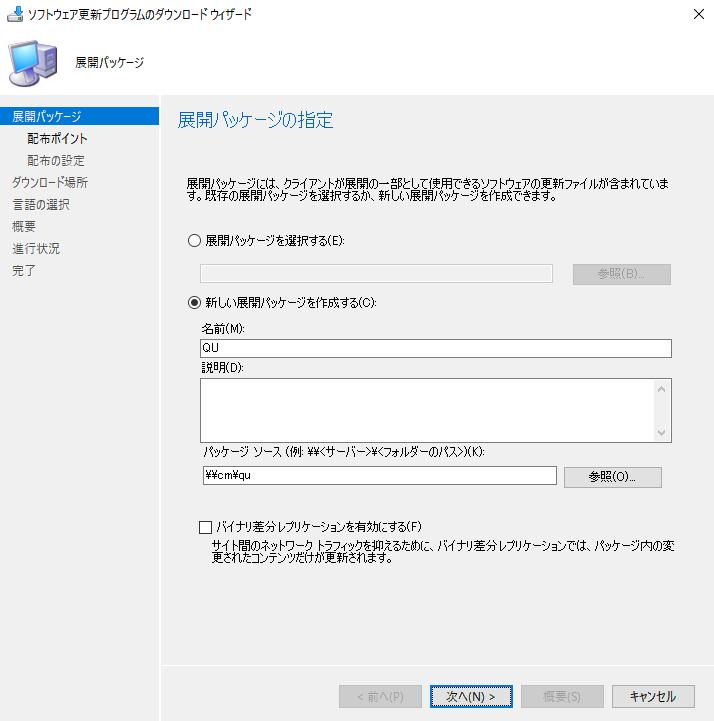 ソフトウェア更新プログラムのダウンロード ウィザード
展開パッケージ
展開パッケージ
配布ポイント
配布の設定
ダウンロード場所
言語の選択
概要
進行状況
完了
展開パッケージの指定
展開パッケージには、クライアントが展開の一部として使用できるソフトウェアの更新ファイルが含まれていま
す。既存の展開パッケージを選択するか、新しい展開パッケージを作成できます。
展開パッケージを選択する(E):
参照(B)...
新しい展開パッケージを作成する(C):
名前(M):
QU
説明(D):
パッケージ ソース (例: ¥¥<サーバー>¥<フォルダーのパス>)(K):
¥¥cm¥qu
参照(O)...
バイナリ差分レプリケーションを有効にする(F)
サイト間のネットワーク トラフィックを抑えるために、バイナリ差分レプリケーションでは、パッケージ内の変
更されたコンテンツだけが更新されます。
< 前へ(P)
次へ(N) >
概要(S)
キャンセル